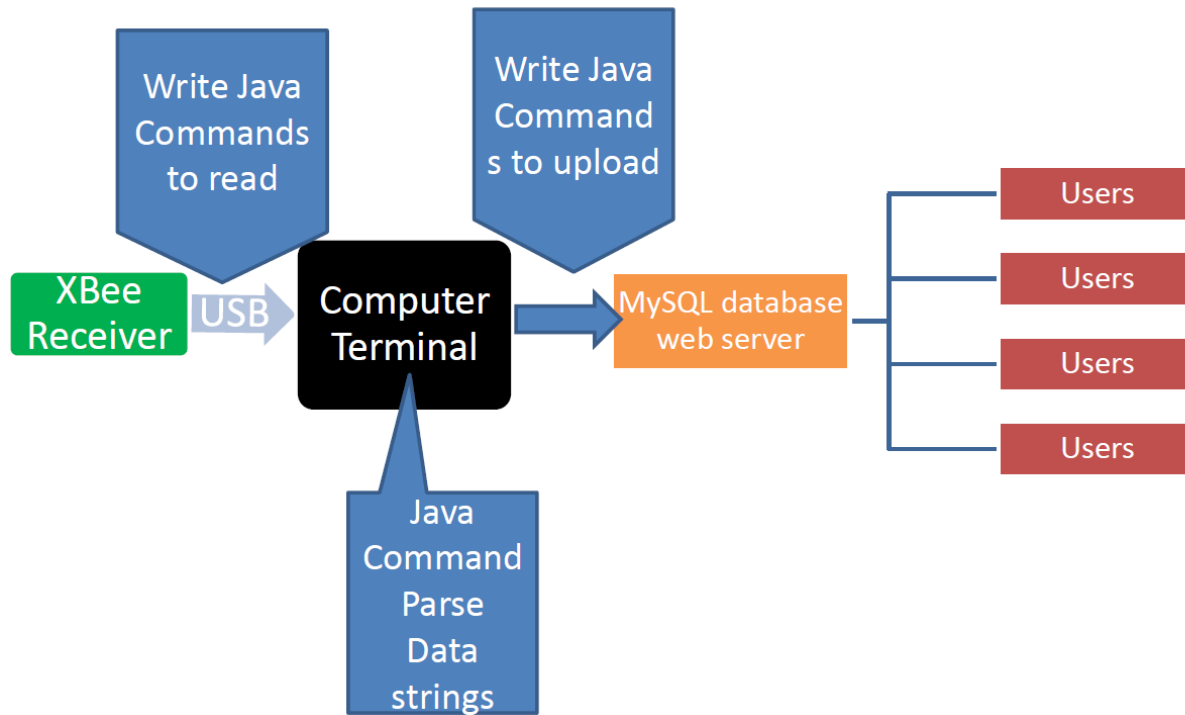 Write Java
Commands
to read
Write Java
Command
s to upload
XBee
Receiver
USB
Computer
Terminal
MySQL database
web server
Users
Users
Users
Users
Java
Command
Parse
Data
strings